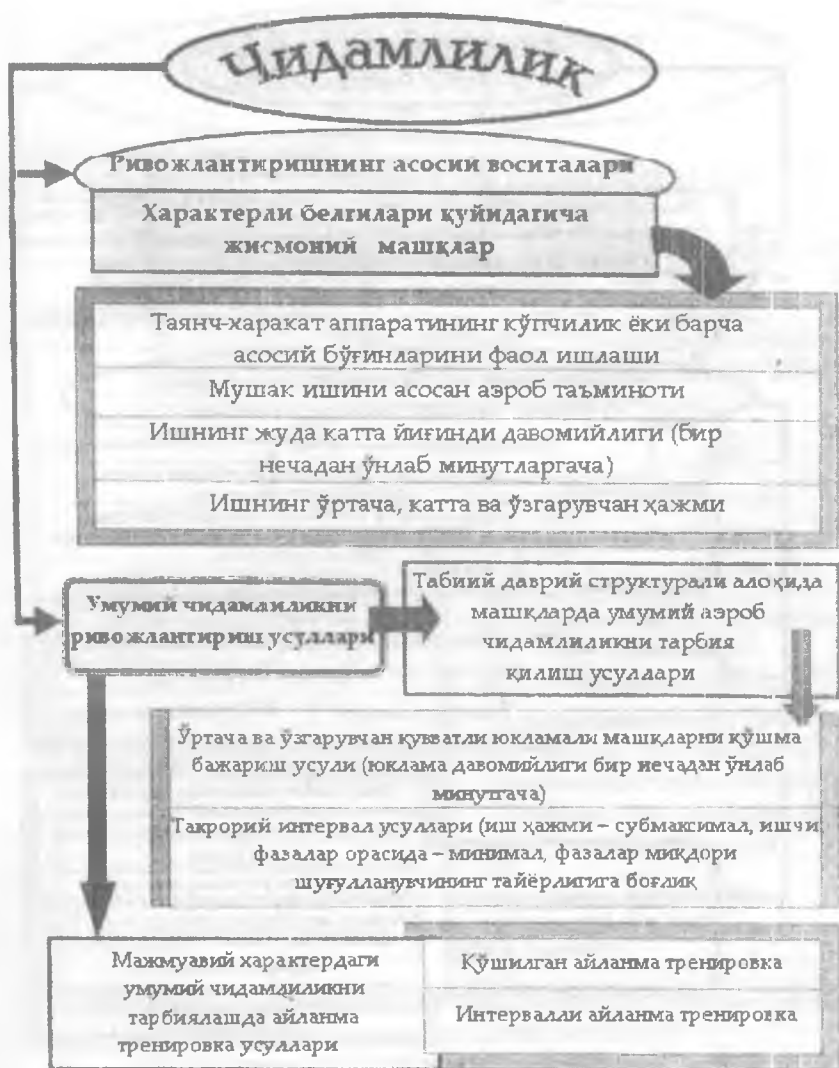 Чидамлилик
Ривожлантиришнинг асосий воситалари
Характерли белгилари қуйидагича
жисмоний машқлар
Таянч-харакат аппаратининг кўпчилик ёки барча
асосий бўғинларини фаол ишлаши
Мушак ишини асосан аэроб таъминоти
Ишнинг жуда катта йиғинди давомийлиги (бир
нечадан ўнлаб минутларгача)
Ишнинг ўртача, катта ва ўзгарувчан ҳажми
Умумий чидамлиликни
ривожлантириш усуллари
Табиий даврий структурали алоҳида
машқларда умумий аэроб
чидамлиликни тарбия
қилиш усуллари
Ўртача ва ўзгарувчан қувватли юкламали машқларни қўшма
бажариш усули (юклама давомийлиги бир нечадан ўнлаб
минутгача)
Такрорий интервал усуллари (иш ҳажми – субмаксимал, ишчи
фазалар орасида – минимал, фазалар миқдори
шуғулланувчининг тайёрлигига боғлиқ
Мажмуавий характердаги
умумий чидамлиликни
тарбиялашда айланма
тренировка усуллари
Қўшилган айланма тренировка
Интервалли айланма тренировка